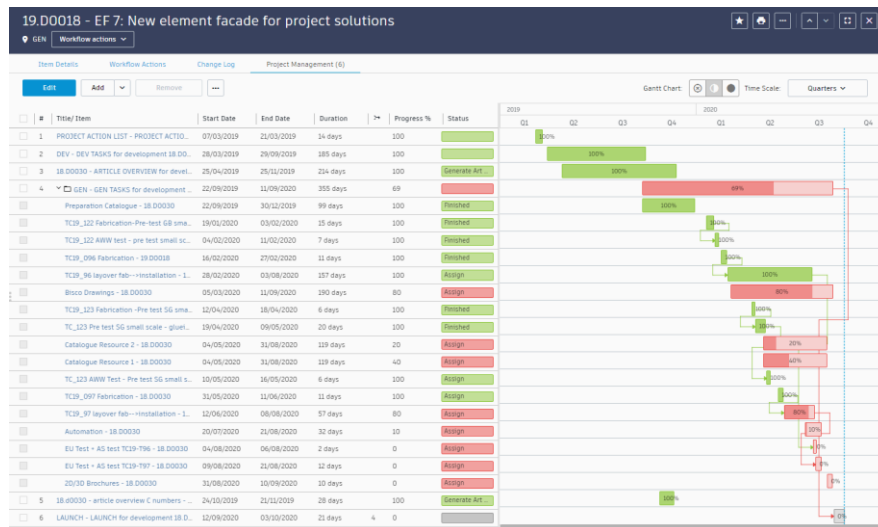 19.D0018 - EF 7: New element facade for project solutions
GEN Workflow actions
Item Details Workflow Actions Change Log Project Management (6)
Edit Add Remove ... Gantt Chart: Time Scale: Quarters
# Title/ Item Start Date End Date Duration Progress % Status 2019 2020
Q1 Q2 Q3 Q4 Q1 Q2 Q3 Q4
1 PROJECT ACTION LIST - PROJECT ACTIO... 07/03/2019 21/03/2019 14 days 100 100%
2 DEV - DEV TASKS for development 18.D0... 28/03/2019 29/09/2019 185 days 100 100%
3 18.D0030 - ARTICLE OVERVIEW for devel... 25/04/2019 25/11/2019 214 days 100 Generate Art ... 100%
4 GEN - GEN TASKS for development ... 22/09/2019 11/09/2020 355 days 69 69%
Preparation Catalogue - 18.D0030 22/09/2019 30/12/2019 99 days 100 Finished 100%
TC19_122 Fabrication-Pre-test GB sma... 19/01/2020 03/02/2020 15 days 100 Finished 100%
TC19_122 AWW test - pre test small sc... 04/02/2020 11/02/2020 7 days 100 Finished 100%
TC19_096 Fabrication - 19.D0018 16/02/2020 27/02/2020 11 days 100 Finished 100%
TC19_96 layover fab-->installation - 1... 28/02/2020 03/08/2020 157 days 100 Assign 100%
Bisco Drawings - 18.D0030 05/03/2020 11/09/2020 190 days 80 Assign 80%
TC19_123 Fabrication -Pre test SG sma... 12/04/2020 18/04/2020 6 days 100 Finished 100%
TC_123 Pre test SG small scale - gluei... 19/04/2020 09/05/2020 20 days 100 Finished 100%
Catalogue Resource 2 - 18.D0030 04/05/2020 31/08/2020 119 days 20 Assign 20%
Catalogue Resource 1 - 18.D0030 04/05/2020 31/08/2020 119 days 40 Assign 40%
TC_123 AWW Test - Pre test SG small s... 10/05/2020 16/05/2020 6 days 100 Assign 100%
TC19_097 Fabrication - 18.D0030 31/05/2020 11/06/2020 11 days 100 Assign 100%
TC19_97 layover fab-->installation - 1... 12/06/2020 08/08/2020 57 days 80 Assign 80%
Automation - 18.D0030 20/07/2020 21/08/2020 32 days 10 Assign 10%
EU Test + AS test TC19-T96 - 18.D0030 04/08/2020 06/08/2020 2 days 0 Assign 0%
EU Test + AS test TC19-T97 - 18.D0030 09/08/2020 21/08/2020 12 days 0 Assign 0%
2D/3D Brochures - 18.D0030 31/08/2020 10/09/2020 10 days 0 Assign 0%
5 18.d0030 - article overview C numbers - ... 24/10/2019 21/11/2019 28 days 100 Generate Art ... 100%
6 LAUNCH - LAUNCH for development 18.D... 12/09/2020 03/10/2020 21 days 4 0 0%